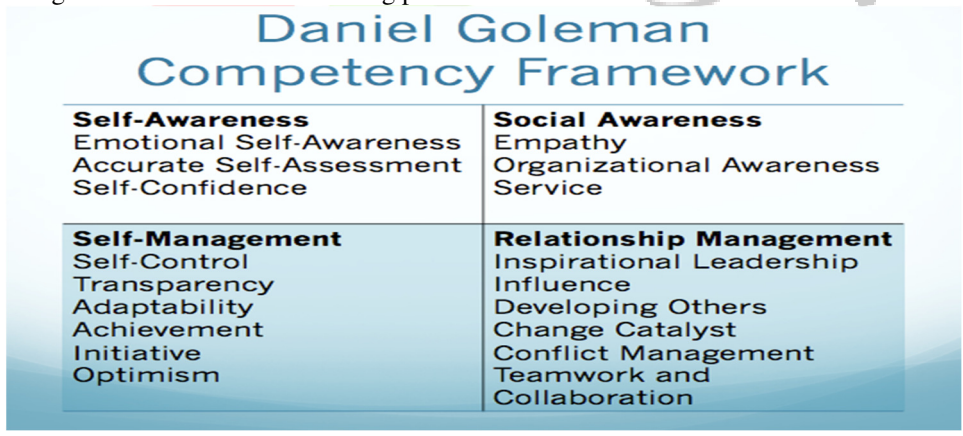 Daniel Goleman
Competency Framework
Self-Awareness
Emotional Self-Awareness
Accurate Self-Assessment
Self-Confidence
Social Awareness
Empathy
Organizational Awareness
Service
Self-Management
Self-Control
Transparency
Adaptability
Achievement
Initiative
Optimism
Relationship Management
Inspirational Leadership
Influence
Developing Others
Change Catalyst
Conflict Management
Teamwork and
Collaboration